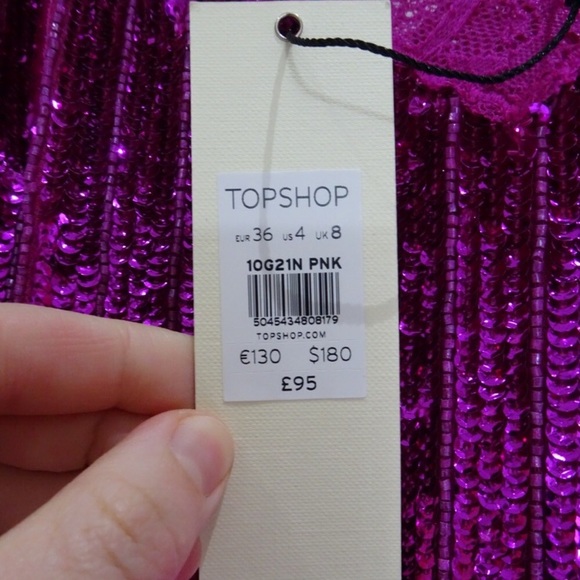 TOPSHOP
EUR 36 US 4 UK 8
10G21N PNK
5045434808179
TOPSHOP.COM
€130 $180
£95